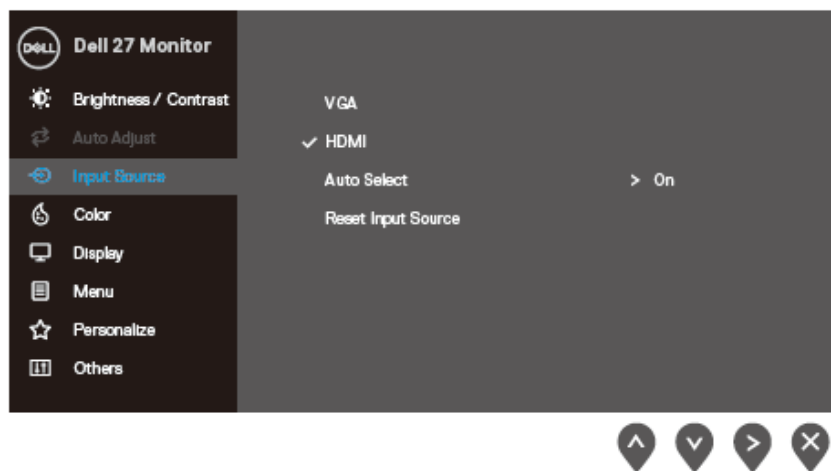 DELL Dell 27 Monitor
Brightness / Contrast
VGA
Auto Adjust
✓ HDMI
Input Source
Auto Select > On
Color
Reset Input Source
Display
Menu
Personalize
Others